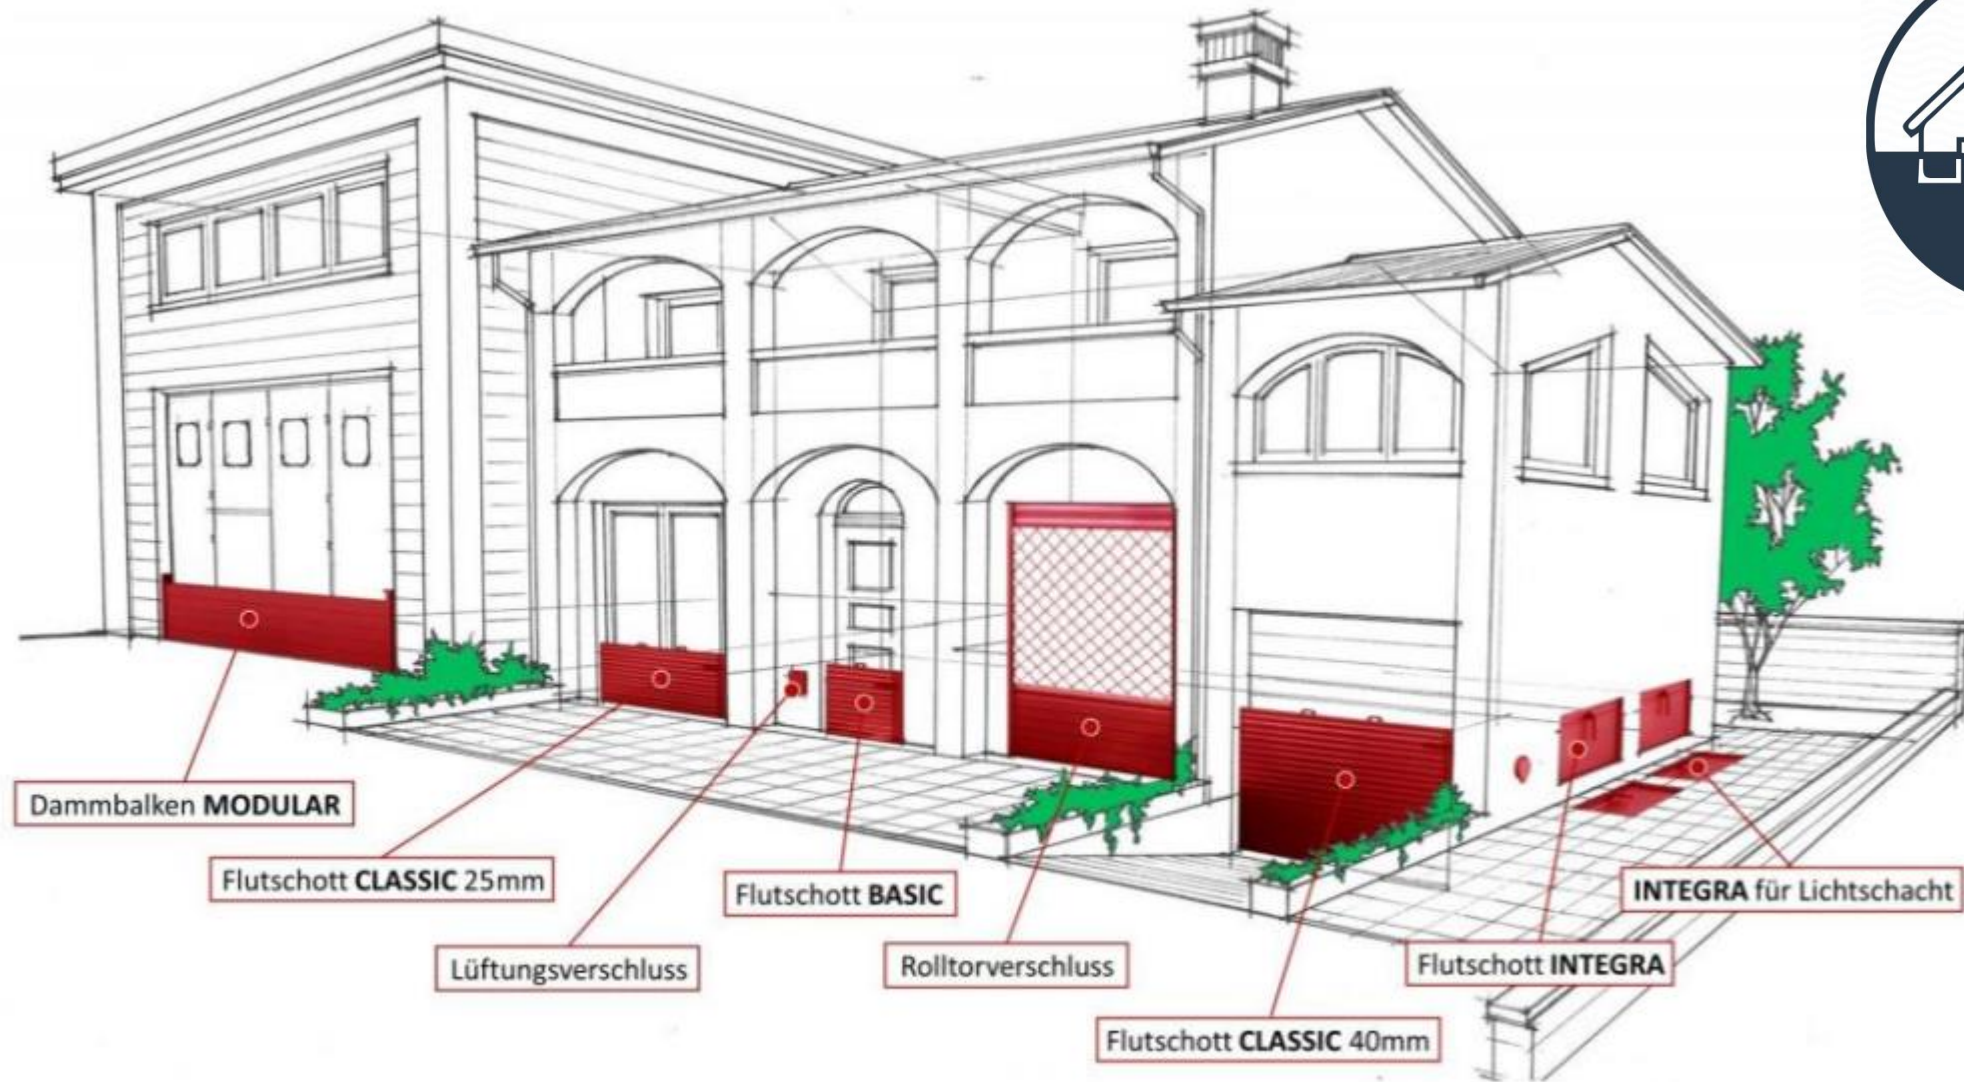 Dammbalken MODULAR
Flutschott CLASSIC 25mm
Flutschott BASIC
INTEGRA für Lichtschacht
Lüftungsverschluss
Rolltorverschluss
Flutschott INTEGRA
Flutschott CLASSIC 40mm